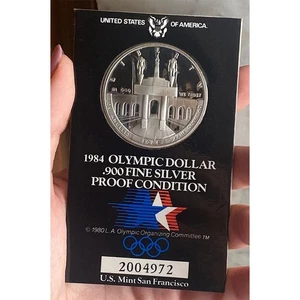 UNITED STATES OF AMERICA.
LIBERTY
1984 OLYMPIC DOLLAR
.900 FINE SILVER
PROOF CONDITION
© 1980 L.A. Olympic Organizing Committee TM
2004972
U.S. Mint San Francisco